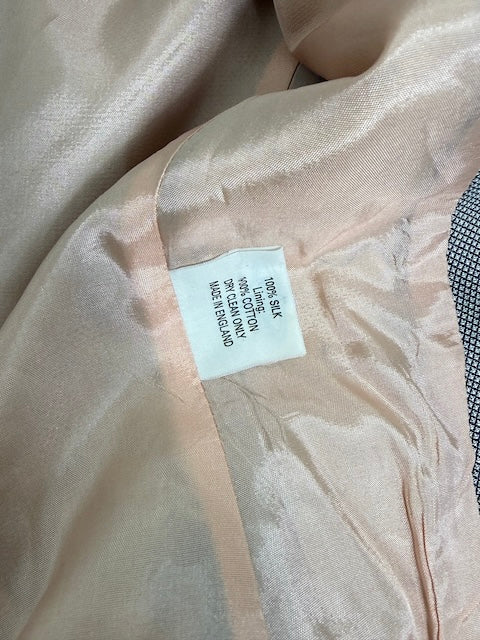 100% SILK
Lining:
100% COTTON
DRY CLEAN ONLY
MADE IN ENGLAND